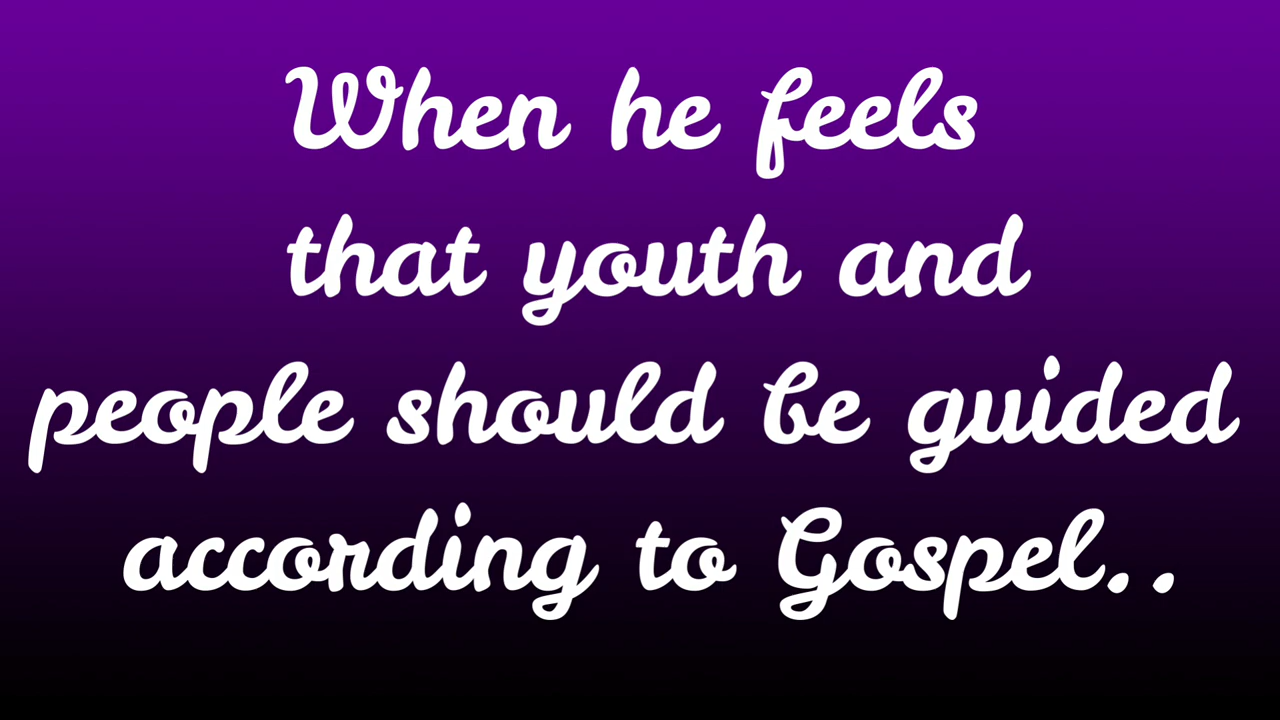 When he feels
that youth and
people should be guided
according to Gospel..